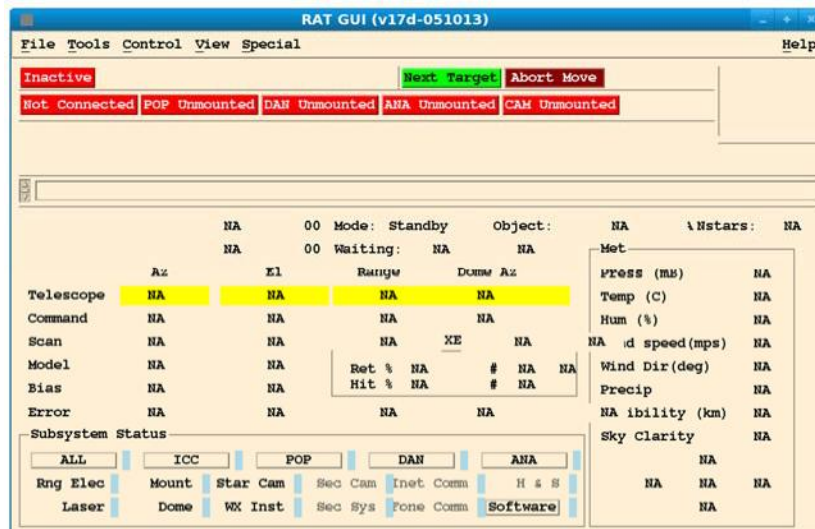 RAT GUI (v17d-051013)
File Tools Control View Special Help
Inactive Next Target Abort Move
Not Connected POP Unmounted DAN Unmounted ANA Unmounted CAM Unmounted
NA 00 Mode: Standby Object: NA Nstars: NA
NA 00 Waiting: NA NA Met
Az El Range Dome Az Press (mB) NA
Telescope NA NA NA NA Temp (C) NA
Command NA NA NA NA Hum (%) NA
Scan NA NA NA XE NA NA d speed(mps) NA
Model NA NA Ret % NA # NA NA Wind Dir(deg) NA
Bias NA NA Hit % NA # NA Precip NA
Error NA NA NA NA NA ibility (km) NA
Subsystem Status Sky Clarity NA
ALL ICC POP DAN ANA NA
Rng Elec Mount Star Cam Sec Cam Inet Comm H & S NA NA NA
Laser Dome WX Inst Sec Sys Fone Comm Software NA